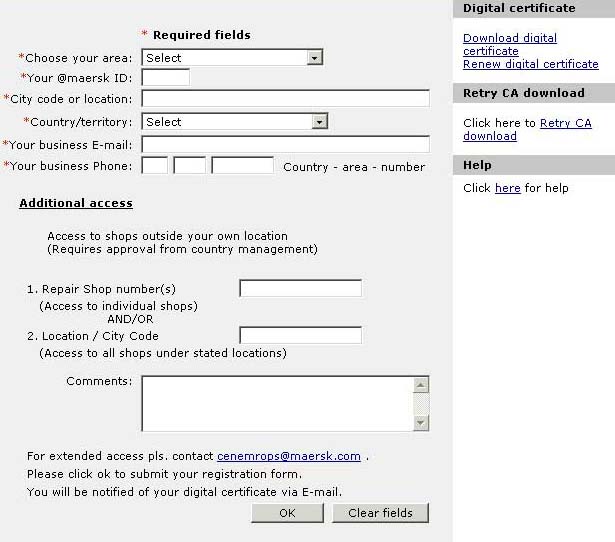 * Required fields
*Choose your area: Select
*Your @maersk ID:
*City code or location:
*Country/territory: Select
*Your business E-mail:
*Your business Phone: Country - area - number
Additional access
Access to shops outside your own location
(Requires approval from country management)
1. Repair Shop number(s)
(Access to individual shops)
AND/OR
2. Location / City Code
(Access to all shops under stated locations)
Comments:
For extended access pls. contact cenemrops@maersk.com .
Please click ok to submit your registration form.
You will be notified of your digital certificate via E-mail.
OK Clear fields
Digital certificate
Download digital
certificate
Renew digital certificate
Retry CA download
Click here to Retry CA
download
Help
Click here for help